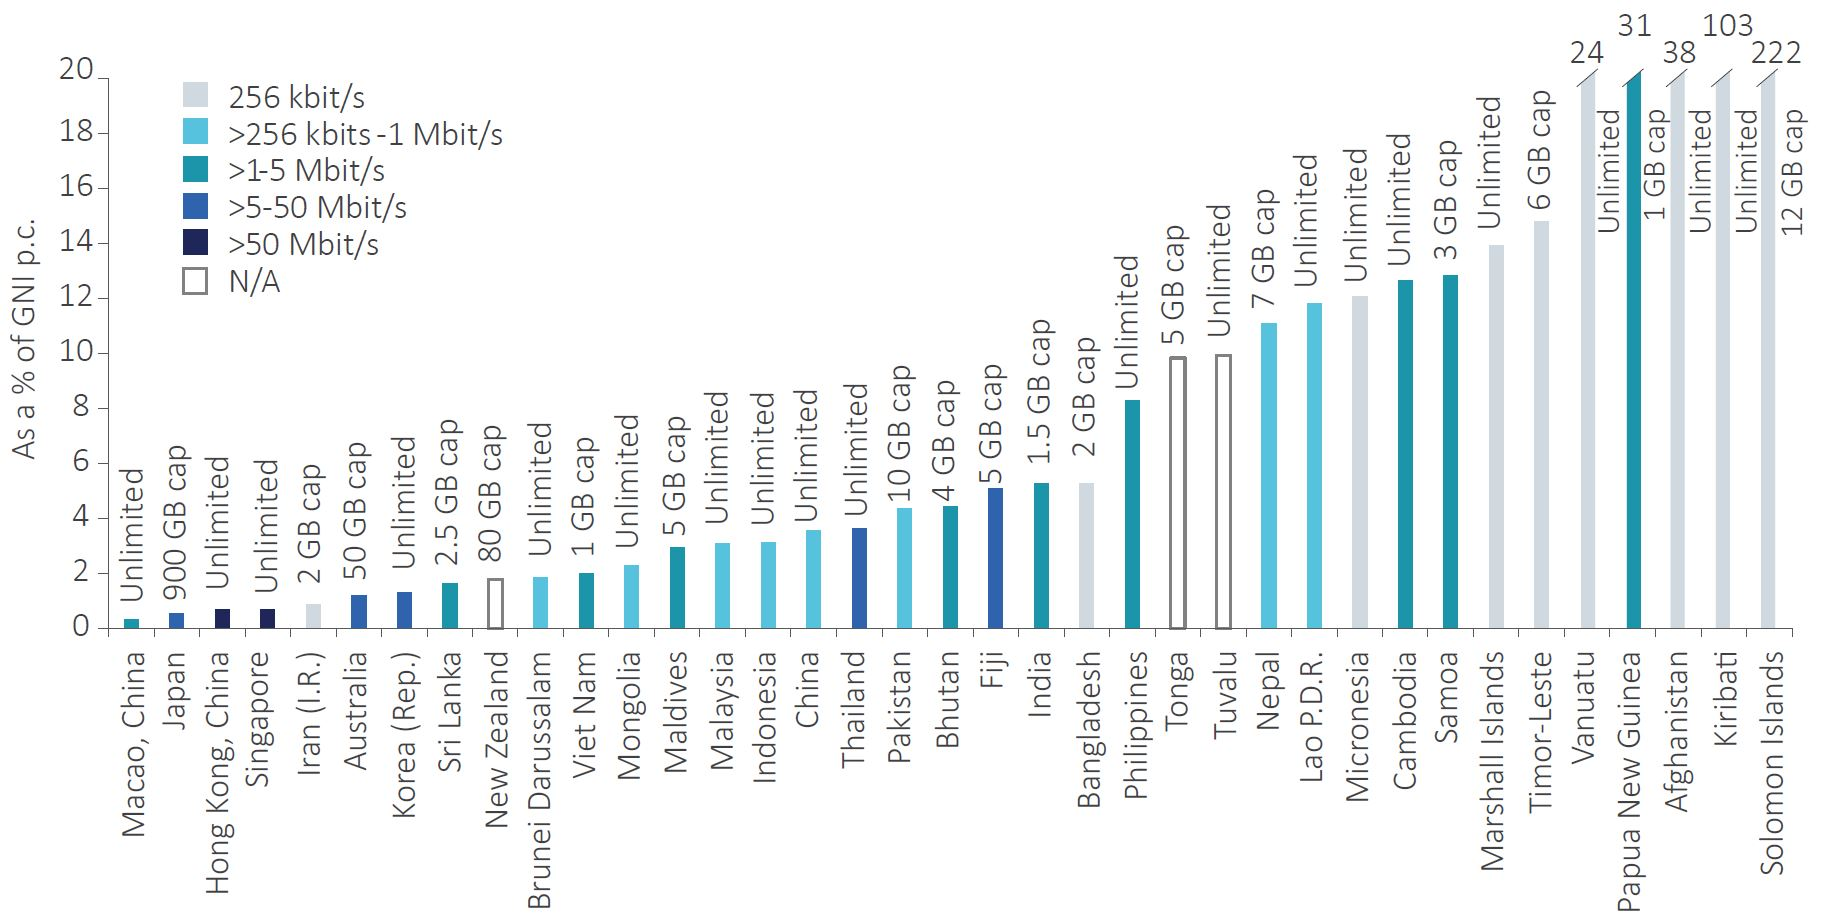 As a % of GNI p.c.
20
18
16
14
12
10
8
6
4
2
0
256 kbit/s
>256 kbits -1 Mbit/s
>1-5 Mbit/s
>5-50 Mbit/s
>50 Mbit/s
N/A
Unlimited
900 GB cap
Unlimited
Unlimited
2 GB cap
50 GB cap
Unlimited
2.5 GB cap
80 GB cap
Unlimited
1 GB cap
Unlimited
5 GB cap
Unlimited
Unlimited
Unlimited
Unlimited
10 GB cap
4 GB cap
5 GB cap
1.5 GB cap
2 GB cap
Unlimited
5 GB cap
Unlimited
7 GB cap
Unlimited
Unlimited
Unlimited
3 GB cap
Unlimited
6 GB cap
24
Unlimited
31
1 GB cap
38
Unlimited
103
Unlimited
222
12 GB cap
Macao, China
Japan
Hong Kong, China
Singapore
Iran (I.R.)
Australia
Korea (Rep.)
Sri Lanka
New Zealand
Brunei Darussalam
Viet Nam
Mongolia
Maldives
Malaysia
Indonesia
China
Thailand
Pakistan
Bhutan
Fiji
India
Bangladesh
Philippines
Tonga
Tuvalu
Nepal
Lao P.D.R.
Micronesia
Cambodia
Samoa
Marshall Islands
Timor-Leste
Vanuatu
Papua New Guinea
Afghanistan
Kiribati
Solomon Islands